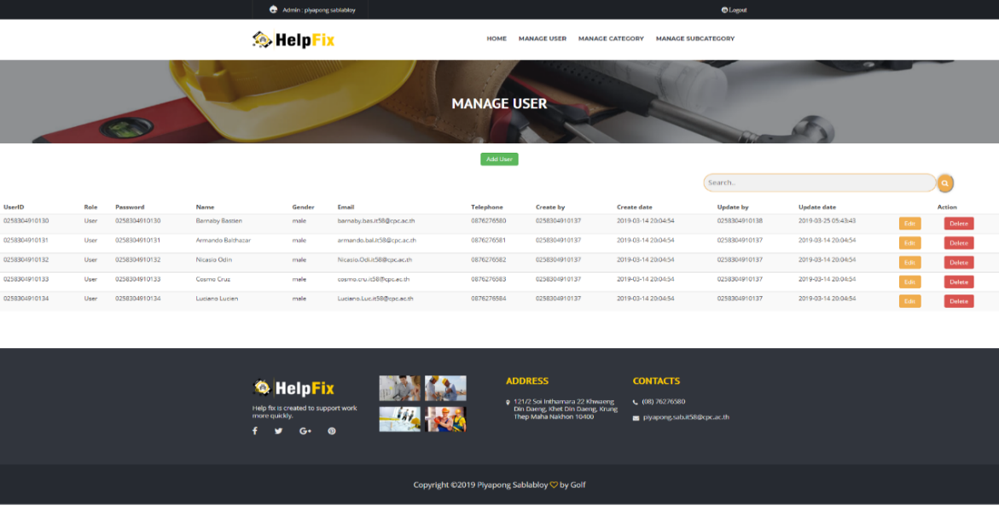 Admin : piyapong sablabloy
Logout
HelpFix
HOME MANAGE USER MANAGE CATEGORY MANAGE SUBCATEGORY
MANAGE USER
Add User
Search..
UserID Role Password Name Gender Email Telephone Create by Create date Update by Update date Action
0258304910130 User 0258304910130 Barnaby Bastien male barnaby.bas.it58@cpc.ac.th 0876276580 0258304910137 2019-03-14 20:04:54 0258304910138 2019-03-25 05:43:43 Edit Delete
0258304910131 User 0258304910131 Armando Balthazar male armando.bal.it58@cpc.ac.th 0876276581 0258304910137 2019-03-14 20:04:54 0258304910137 2019-03-14 20:04:54 Edit Delete
0258304910132 User 0258304910132 Nicasio Odin male Nicasio.Odi.it58@cpc.ac.th 0876276582 0258304910137 2019-03-14 20:04:54 0258304910137 2019-03-14 20:04:54 Edit Delete
0258304910133 User 0258304910133 Cosmo Cruz male cosmo.cru.it58@cpc.ac.th 0876276583 0258304910137 2019-03-14 20:04:54 0258304910137 2019-03-14 20:04:54 Edit Delete
0258304910134 User 0258304910134 Luciano Lucien male Luciano.Luc.it58@cpc.ac.th 0876276584 0258304910137 2019-03-14 20:04:54 0258304910137 2019-03-14 20:04:54 Edit Delete
HelpFix
Help fix is created to support work
more quickly.
ADDRESS
121/2 Soi Inthamara 22 Khwaeng
Din Daeng, Khet Din Daeng, Krung
Thep Maha Nakhon 10400
CONTACTS
(08) 76276580
piyapong.sab.it58@cpc.ac.th
Copyright ©2019 Piyapong Sablabloy ♡ by Golf